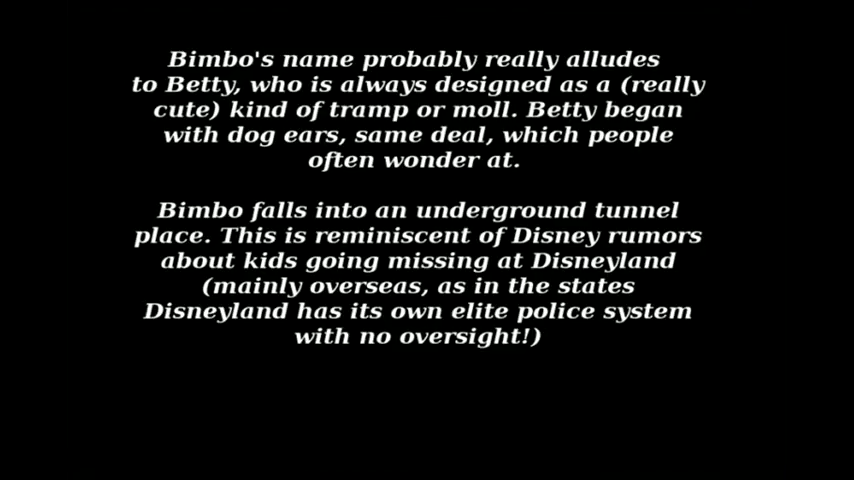 Bimbo's name probably really alludes
to Betty, who is always designed as a (really
cute) kind of tramp or moll. Betty began
with dog ears, same deal, which people
often wonder at.
Bimbo falls into an underground tunnel
place. This is reminiscent of Disney rumors
about kids going missing at Disneyland
(mainly overseas, as in the states
Disneyland has its own elite police system
with no oversight!)